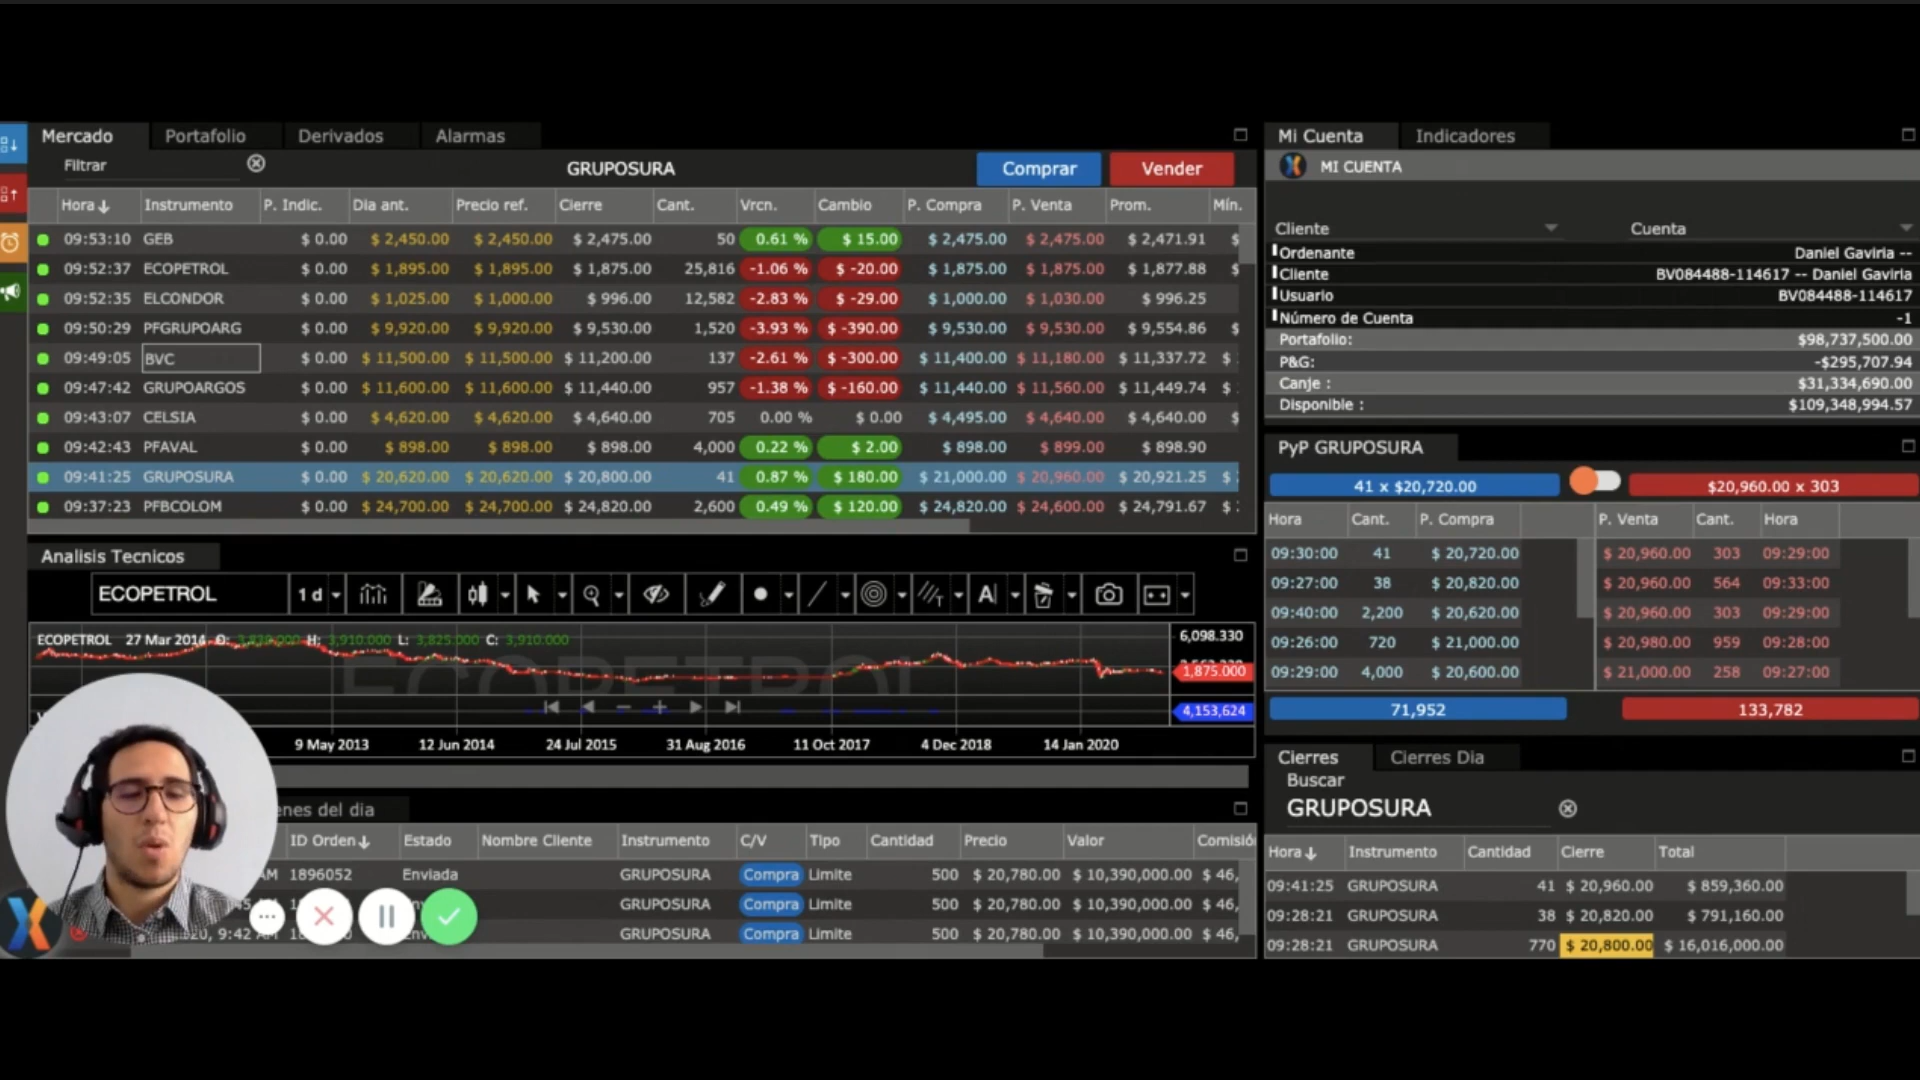 Mercado Portafolio Derivados Alarmas
Filtrar
GRUPOSURA
Comprar Vender
Hora Instrumento P. Indic. Dia ant. Precio ref. Cierre Cant. Vrcn. Cambio P. Compra P. Venta Prom. Mín.
09:53:10 GEB $ 0.00 $ 2,450.00 $ 2,450.00 $ 2,475.00 50 0.61 % $ 15.00 $ 2,475.00 $ 2,475.00 $ 2,471.91 $
09:52:37 ECOPETROL $ 0.00 $ 1,895.00 $ 1,895.00 $ 1,875.00 25,816 -1.06 % $ -20.00 $ 1,875.00 $ 1,875.00 $ 1,877.88 $
09:52:35 ELCONDOR $ 0.00 $ 1,025.00 $ 1,000.00 $ 996.00 12,582 -2.83 % $ -29.00 $ 1,000.00 $ 1,030.00 $ 996.25
09:50:29 PFGRUPOARG $ 0.00 $ 9,920.00 $ 9,920.00 $ 9,530.00 1,520 -3.93 % $ -390.00 $ 9,530.00 $ 9,530.00 $ 9,554.86 $
09:49:05 BVC $ 0.00 $ 11,500.00 $ 11,500.00 $ 11,200.00 137 -2.61 % $ -300.00 $ 11,400.00 $ 11,180.00 $ 11,337.72 $
09:47:42 GRUPOARGOS $ 0.00 $ 11,600.00 $ 11,600.00 $ 11,440.00 957 -1.38 % $ -160.00 $ 11,440.00 $ 11,560.00 $ 11,449.74 $
09:43:07 CELSIA $ 0.00 $ 4,620.00 $ 4,620.00 $ 4,640.00 705 0.00 % $ 0.00 $ 4,495.00 $ 4,640.00 $ 4,640.00 $
09:42:43 PFAVAL $ 0.00 $ 898.00 $ 898.00 $ 898.00 4,000 0.22 % $ 2.00 $ 898.00 $ 899.00 $ 898.90
09:41:25 GRUPOSURA $ 0.00 $ 20,620.00 $ 20,620.00 $ 20,800.00 41 0.87 % $ 180.00 $ 21,000.00 $ 20,960.00 $ 20,921.25 $
09:37:23 PFBCOLOM $ 0.00 $ 24,700.00 $ 24,700.00 $ 24,820.00 2,600 0.49 % $ 120.00 $ 24,820.00 $ 24,600.00 $ 24,791.67 $
Analisis Tecnicos
ECOPETROL 1 d
ECOPETROL 27 Mar 2014 O: 3,830.000 H: 3,910.000 L: 3,825.000 C: 3,910.000
6,098.330
1,875.000
ECOPETROL
4,153,624
9 May 2013 12 Jun 2014 24 Jul 2015 31 Aug 2016 11 Oct 2017 4 Dec 2018 14 Jan 2020
enes del dia
ID Orden Estado Nombre Cliente Instrumento C/V Tipo Cantidad Precio Valor Comisió
AM 1896052 Enviada GRUPOSURA Compra Limite 500 $ 20,780.00 $ 10,390,000.00 $ 46,
GRUPOSURA Compra Limite 500 $ 20,780.00 $ 10,390,000.00 $ 46,
20, 9:42 AM GRUPOSURA Compra Limite 500 $ 20,780.00 $ 10,390,000.00 $ 46,
Mi Cuenta Indicadores
MI CUENTA
Cliente Cuenta
Ordenante Daniel Gaviria --
Cliente BV084488-114617 -- Daniel Gaviria
Usuario BV084488-114617
Número de Cuenta -1
Portafolio: $98,737,500.00
P&G: -$295,707.94
Canje : $31,334,690.00
Disponible : $109,348,994.57
PyP GRUPOSURA
41 x $20,720.00 $20,960.00 x 303
Hora Cant. P. Compra P. Venta Cant. Hora
09:30:00 41 $ 20,720.00 $ 20,960.00 303 09:29:00
09:27:00 38 $ 20,820.00 $ 20,960.00 564 09:33:00
09:40:00 2,200 $ 20,620.00 $ 20,960.00 303 09:29:00
09:26:00 720 $ 21,000.00 $ 20,980.00 959 09:28:00
09:29:00 4,000 $ 20,600.00 $ 21,000.00 258 09:27:00
71,952 133,782
Cierres Cierres Dia
Buscar
GRUPOSURA
Hora Instrumento Cantidad Cierre Total
09:41:25 GRUPOSURA 41 $ 20,960.00 $ 859,360.00
09:28:21 GRUPOSURA 38 $ 20,820.00 $ 791,160.00
09:28:21 GRUPOSURA 770 $ 20,800.00 $ 16,016,000.00